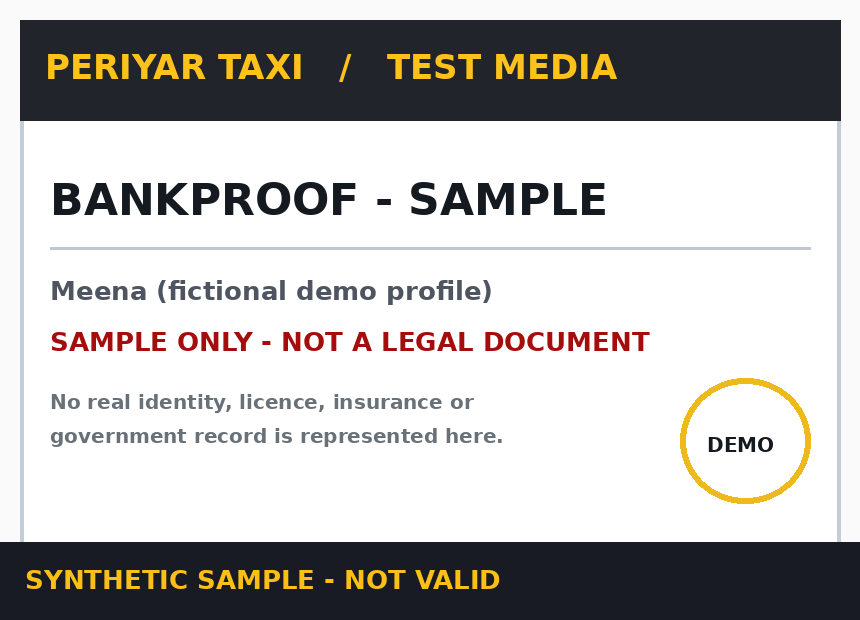 PERIYAR TAXI / TEST MEDIA
BANKPROOF - SAMPLE
Meena (fictional demo profile)
SAMPLE ONLY - NOT A LEGAL DOCUMENT
No real identity, licence, insurance or
government record is represented here.
DEMO
SYNTHETIC SAMPLE - NOT VALID